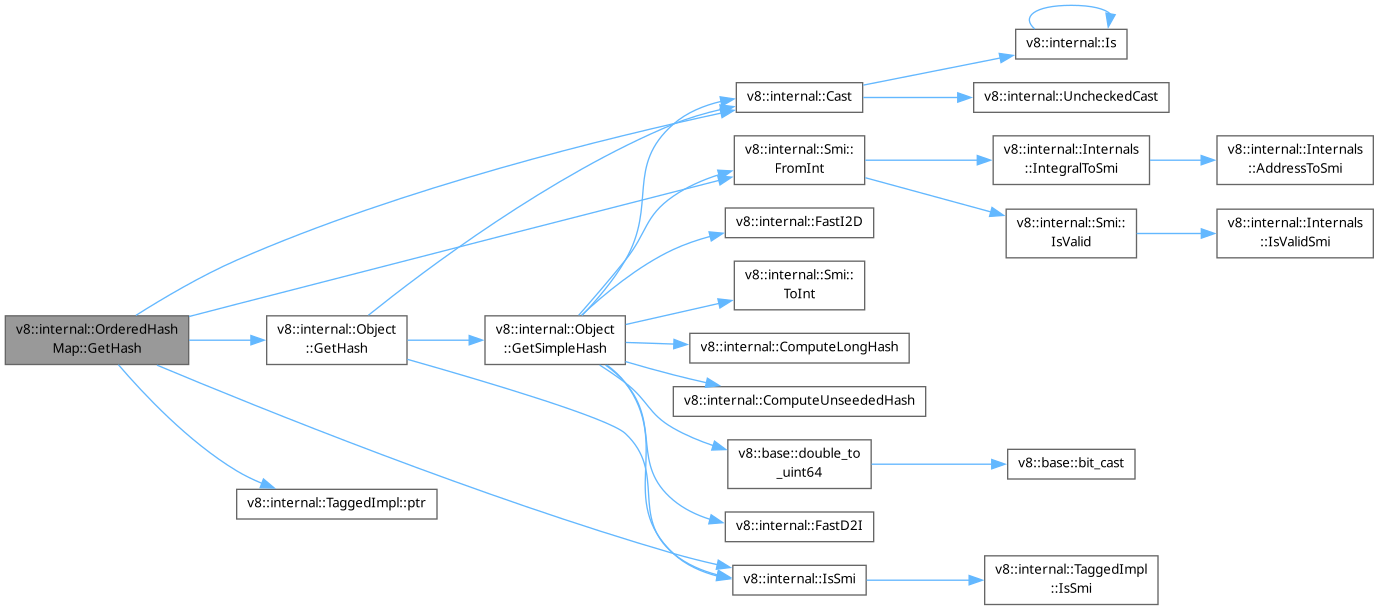 v8::internal::OrderedHash
Map::GetHash
v8::internal::Object
::GetHash
v8::internal::TaggedImpl::ptr
v8::internal::Object
::GetSimpleHash
v8::internal::Cast
v8::internal::Smi::
FromInt
v8::internal::FastI2D
v8::internal::Smi::
ToInt
v8::internal::ComputeLongHash
v8::internal::ComputeUnseededHash
v8::base::double_to
_uint64
v8::internal::FastD2I
v8::internal::IsSmi
v8::internal::Is
v8::internal::UncheckedCast
v8::internal::Internals
::IntegralToSmi
v8::internal::Smi::
IsValid
v8::base::bit_cast
v8::internal::TaggedImpl
::IsSmi
v8::internal::Internals
::AddressToSmi
v8::internal::Internals
::IsValidSmi